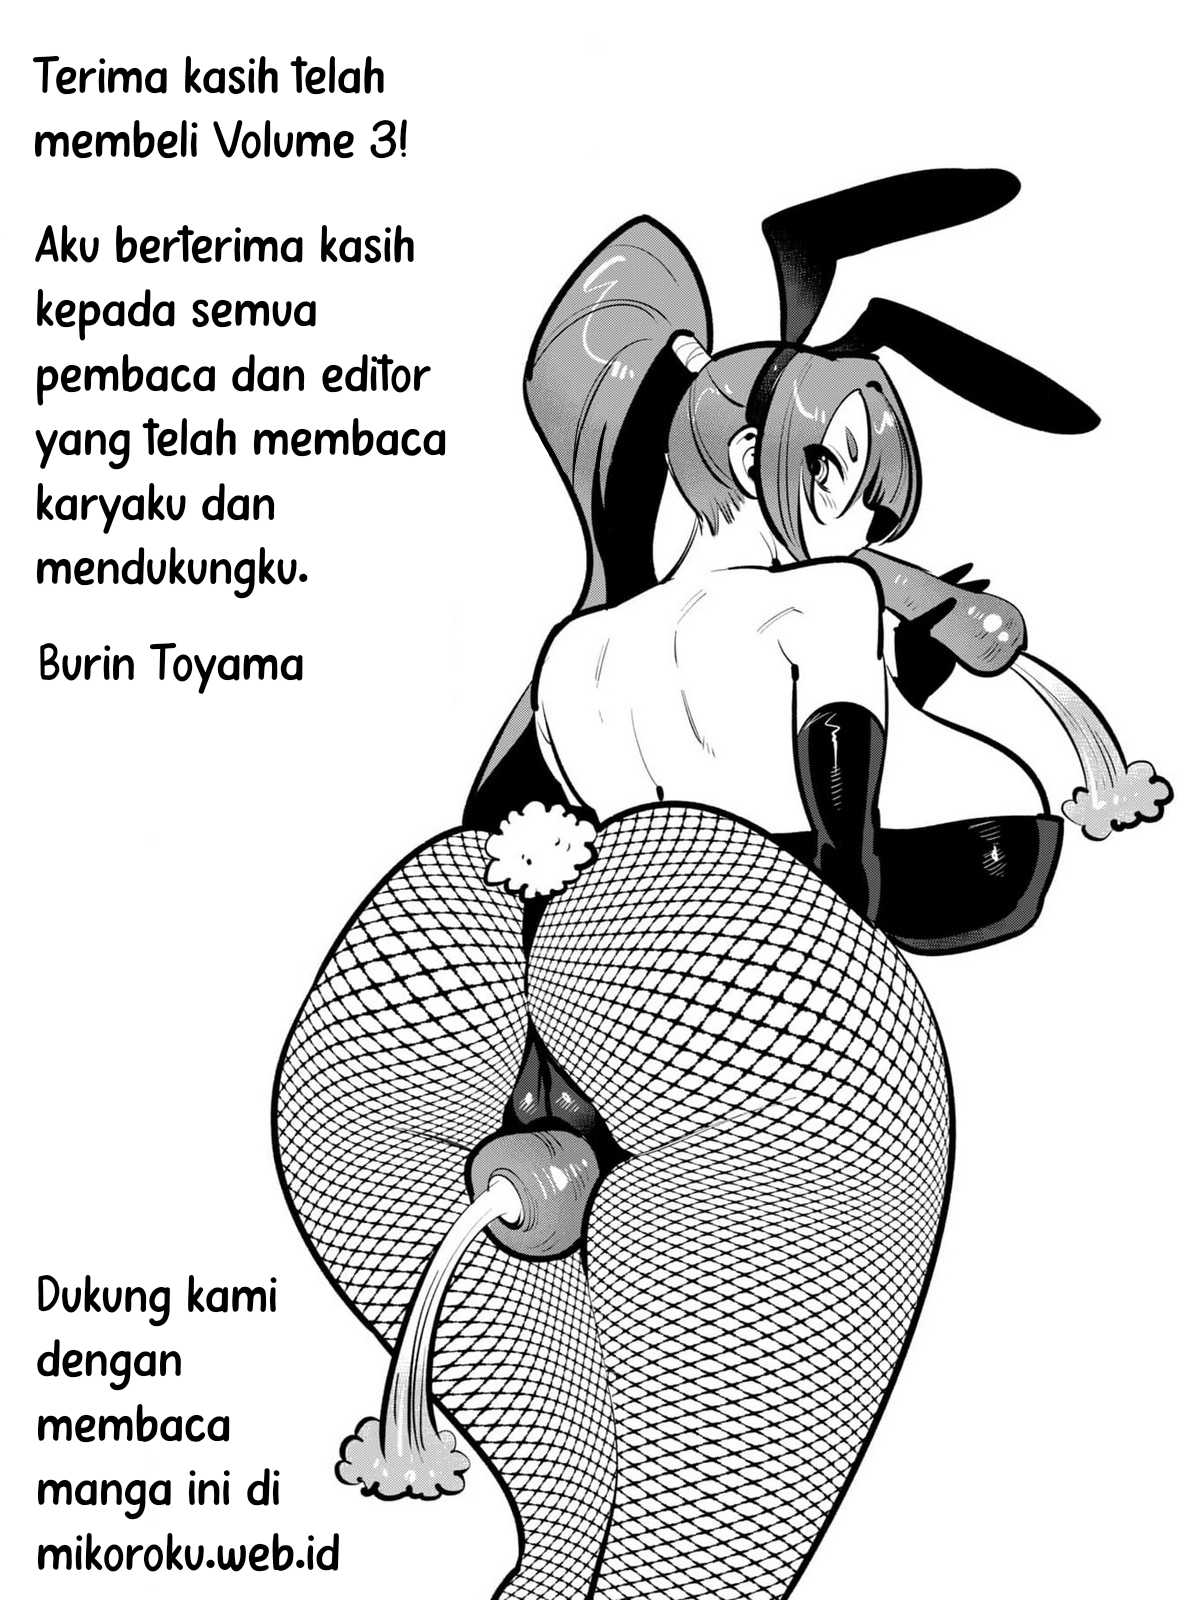 Terima kasih telah
membeli Volume 3!
Aku berterima kasih
kepada semua
pembaca dan editor
yang telah membaca
karyaku dan
mendukungku.
Burin Toyama
Dukung kami
dengan
membaca
manga ini di
mikoroku.web.id